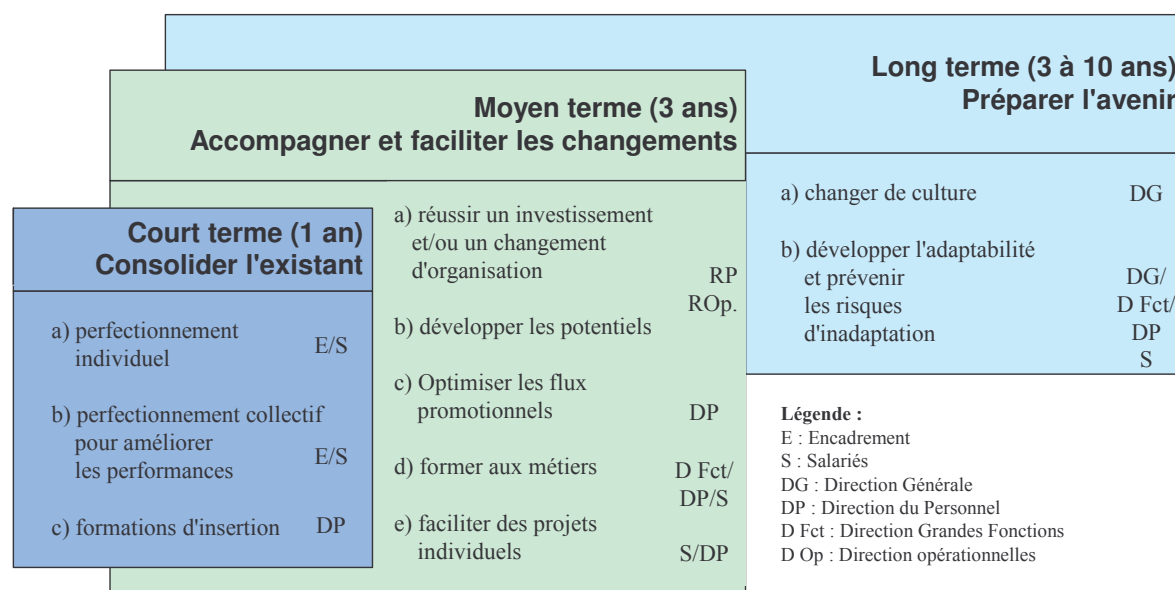 Long terme (3 à 10 ans)
Préparer l'avenir
a) changer de culture DG
b) développer l'adaptabilité
et prévenir DG/
les risques D Fct/
d'inadaptation DP
S
Moyen terme (3 ans)
Accompagner et faciliter les changements
a) réussir un investissement
et/ou un changement
d'organisation RP
ROp.
b) développer les potentiels
c) Optimiser les flux
promotionnels DP
d) former aux métiers D Fct/
DP/S
e) faciliter des projets
individuels S/DP
Court terme (1 an)
Consolider l'existant
a) perfectionnement
individuel E/S
b) perfectionnement collectif
pour améliorer
les performances E/S
c) formations d'insertion DP
Légende :
E : Encadrement
S : Salariés
DG : Direction Générale
DP : Direction du Personnel
D Fct : Direction Grandes Fonctions
D Op : Direction opérationnelles